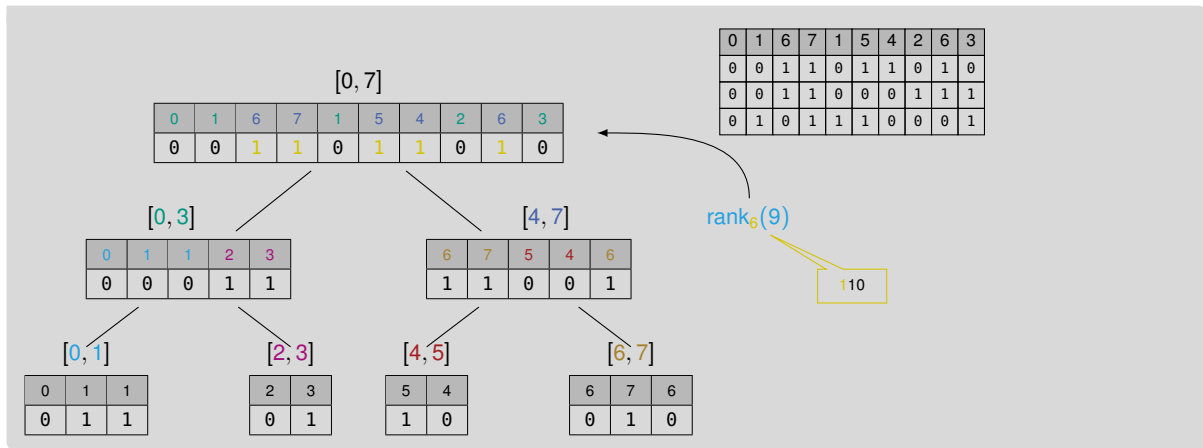 0 1 6 7 1 5 4 2 6 3
0 0 1 1 0 1 1 0 1 0
0 0 1 1 0 0 0 1 1 1
0 1 0 1 1 1 0 0 0 1
[0, 7]
0 1 6 7 1 5 4 2 6 3
0 0 1 1 0 1 1 0 1 0
[0, 3]
0 1 1 2 3
0 0 0 1 1
[4, 7]
6 7 5 4 6
1 1 0 0 1
rank6(9)
110
[0, 1]
0 1 1
0 1 1
[2, 3]
2 3
0 1
[4, 5]
5 4
1 0
[6, 7]
6 7 6
0 1 0